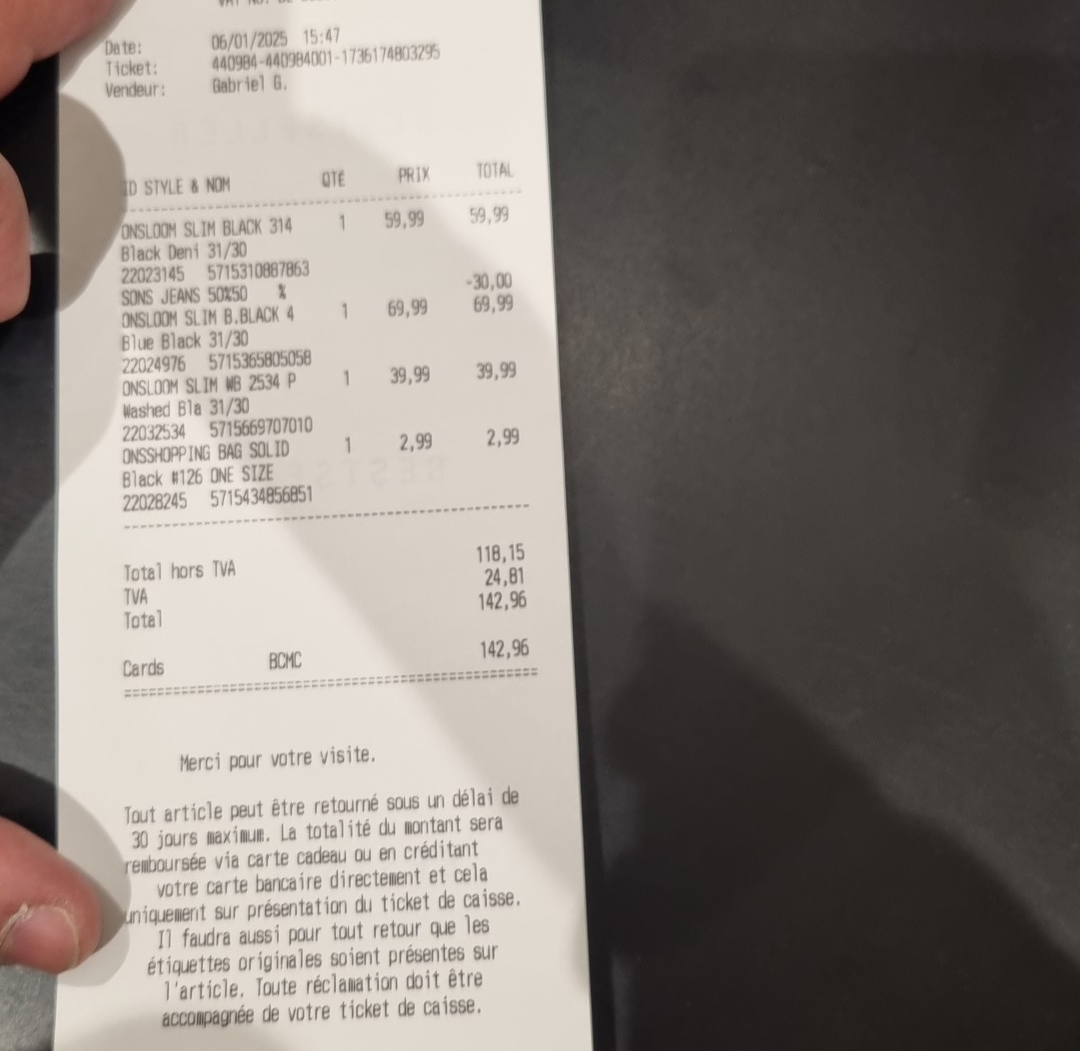 Date: 06/01/2025 15:47
Ticket: 440984-440984001-1736174803295
Vendeur: Gabriel G.
ID STYLE & NOM QTÉ PRIX TOTAL
ONSLOOM SLIM BLACK 314 1 59,99 59,99
Black Deni 31/30
22023145 5715310887863
SONS JEANS 50%50 % -30,00
ONSLOOM SLIM B.BLACK 4 1 69,99 69,99
Blue Black 31/30
22024976 5715365805058
ONSLOOM SLIM WB 2534 P 1 39,99 39,99
Washed Bla 31/30
22032534 5715669707010
ONSSHOPPING BAG SOLID 1 2,99 2,99
Black #126 ONE SIZE
22028245 5715434856851
Total hors TVA 118,15
TVA 24,81
Total 142,96
Cards BCMC 142,96
Merci pour votre visite.
Tout article peut être retourné sous un délai de
30 jours maximum. La totalité du montant sera
remboursée via carte cadeau ou en créditant
votre carte bancaire directement et cela
uniquement sur présentation du ticket de caisse.
Il faudra aussi pour tout retour que les
étiquettes originales soient présentes sur
l'article. Toute réclamation doit être
accompagnée de votre ticket de caisse.